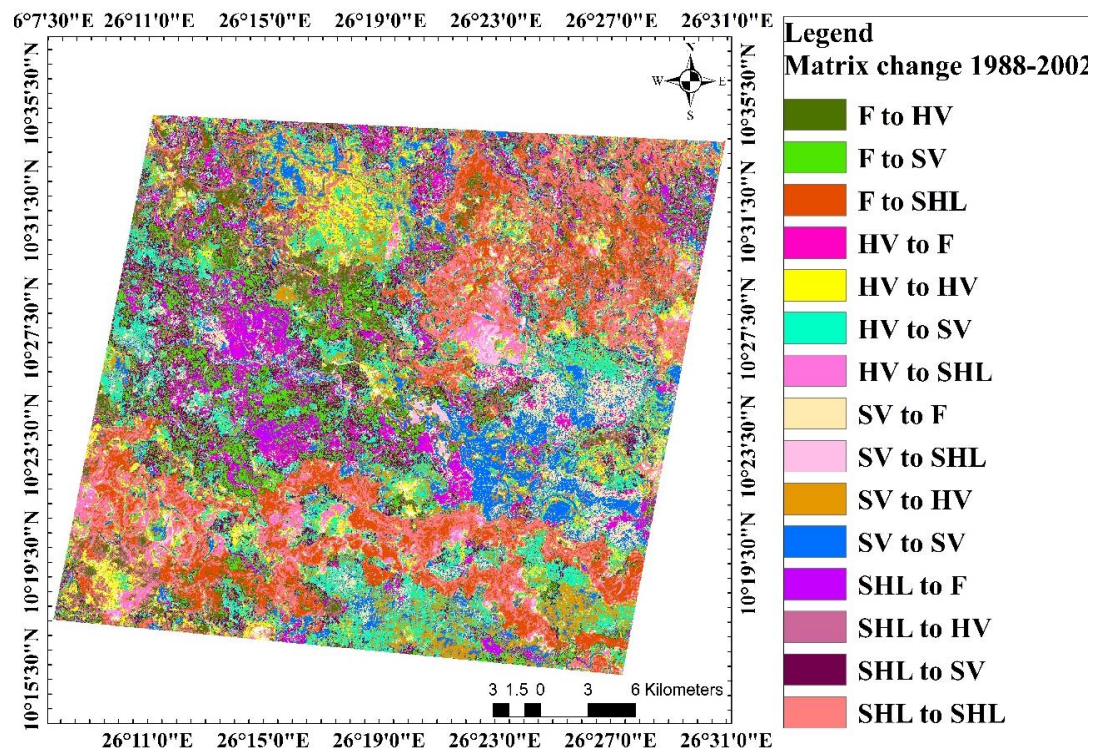 6°7'30"E 26°11'0"E 26°15'0"E 26°19'0"E 26°23'0"E 26°27'0"E 26°31'0"E
N
W E
S
10°35'30"N 10°35'30"N
10°31'30"N 10°31'30"N
10°27'30"N 10°27'30"N
10°23'30"N 10°23'30"N
10°19'30"N 10°19'30"N
10°15'30"N
3 1.5 0 3 6 Kilometers
26°11'0"E 26°15'0"E 26°19'0"E 26°23'0"E 26°27'0"E 26°31'0"E
Legend
Matrix change 1988-2002
F to HV
F to SV
F to SHL
HV to F
HV to HV
HV to SV
HV to SHL
SV to F
SV to SHL
SV to HV
SV to SV
SHL to F
SHL to HV
SHL to SV
SHL to SHL